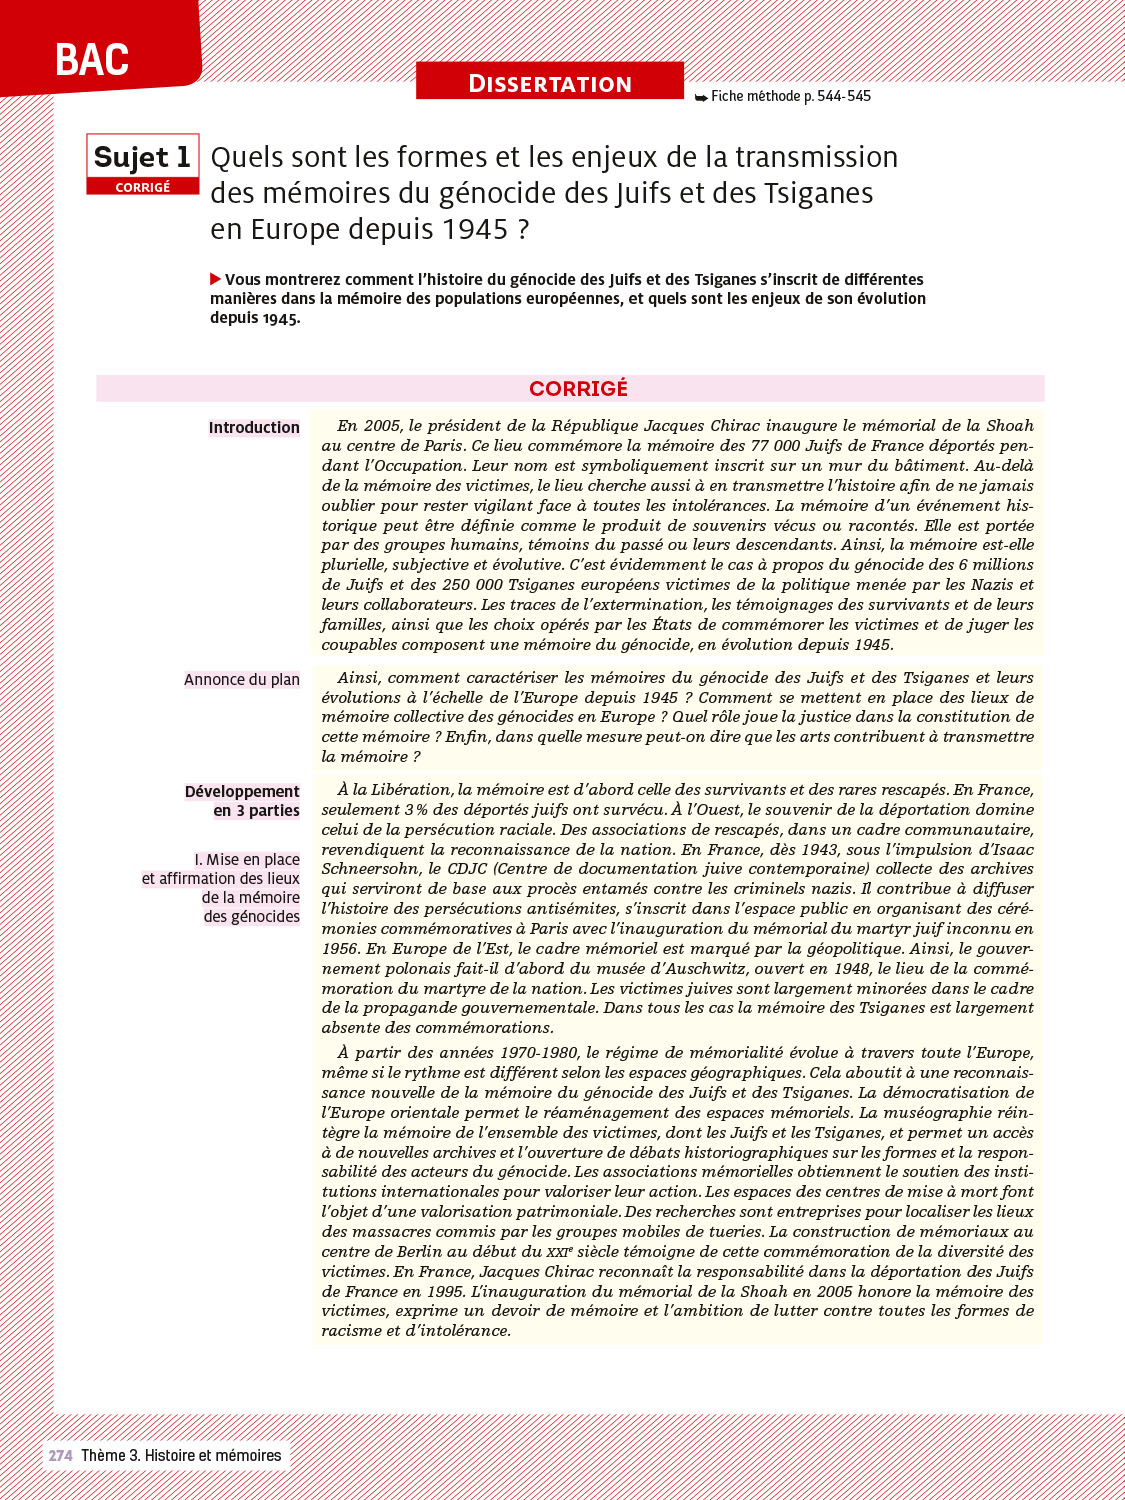 BAC
DISSERTATION
➥ Fiche méthode p. 544-545
Sujet 1
CORRIGÉ
Quels sont les formes et les enjeux de la transmission
des mémoires du génocide des Juifs et des Tsiganes
en Europe depuis 1945 ?
▶ Vous montrerez comment l'histoire du génocide des Juifs et des Tsiganes s'inscrit de différentes
manières dans la mémoire des populations européennes, et quels sont les enjeux de son évolution
depuis 1945.
CORRIGÉ
Introduction
En 2005, le président de la République Jacques Chirac inaugure le mémorial de la Shoah
au centre de Paris. Ce lieu commémore la mémoire des 77 000 Juifs de France déportés pen-
dant l'Occupation. Leur nom est symboliquement inscrit sur un mur du bâtiment. Au-delà
de la mémoire des victimes, le lieu cherche aussi à en transmettre l'histoire afin de ne jamais
oublier pour rester vigilant face à toutes les intolérances. La mémoire d'un événement his-
torique peut être définie comme le produit de souvenirs vécus ou racontés. Elle est portée
par des groupes humains, témoins du passé ou leurs descendants. Ainsi, la mémoire est-elle
plurielle, subjective et évolutive. C'est évidemment le cas à propos du génocide des 6 millions
de Juifs et des 250 000 Tsiganes européens victimes de la politique menée par les Nazis et
leurs collaborateurs. Les traces de l'extermination, les témoignages des survivants et de leurs
familles, ainsi que les choix opérés par les États de commémorer les victimes et de juger les
coupables composent une mémoire du génocide, en évolution depuis 1945.
Annonce du plan
Ainsi, comment caractériser les mémoires du génocide des Juifs et des Tsiganes et leurs
évolutions à l'échelle de l'Europe depuis 1945 ? Comment se mettent en place des lieux de
mémoire collective des génocides en Europe ? Quel rôle joue la justice dans la constitution de
cette mémoire ? Enfin, dans quelle mesure peut-on dire que les arts contribuent à transmettre
la mémoire ?
Développement
en 3 parties
I. Mise en place
et affirmation des lieux
de la mémoire
des génocides
À la Libération, la mémoire est d'abord celle des survivants et des rares rescapés. En France,
seulement 3 % des déportés juifs ont survécu. À l'Ouest, le souvenir de la déportation domine
celui de la persécution raciale. Des associations de rescapés, dans un cadre communautaire,
revendiquent la reconnaissance de la nation. En France, dès 1943, sous l'impulsion d'Isaac
Schneersohn, le CDJC (Centre de documentation juive contemporaine) collecte des archives
qui serviront de base aux procès entamés contre les criminels nazis. Il contribue à diffuser
l'histoire des persécutions antisémites, s'inscrit dans l'espace public en organisant des céré-
monies commémoratives à Paris avec l'inauguration du mémorial du martyr juif inconnu en
1956. En Europe de l'Est, le cadre mémoriel est marqué par la géopolitique. Ainsi, le gouver-
nement polonais fait-il d'abord du musée d'Auschwitz, ouvert en 1948, le lieu de la commé-
moration du martyre de la nation. Les victimes juives sont largement minorées dans le cadre
de la propagande gouvernementale. Dans tous les cas la mémoire des Tsiganes est largement
absente des commémorations.
À partir des années 1970-1980, le régime de mémorialité évolue à travers toute l'Europe,
même si le rythme est différent selon les espaces géographiques. Cela aboutit à une reconnais-
sance nouvelle de la mémoire du génocide des Juifs et des Tsiganes. La démocratisation de
l'Europe orientale permet le réaménagement des espaces mémoriels. La muséographie réin-
tègre la mémoire de l'ensemble des victimes, dont les Juifs et les Tsiganes, et permet un accès
à de nouvelles archives et l'ouverture de débats historiographiques sur les formes et la respon-
sabilité des acteurs du génocide. Les associations mémorielles obtiennent le soutien des insti-
tutions internationales pour valoriser leur action. Les espaces des centres de mise à mort font
l'objet d'une valorisation patrimoniale. Des recherches sont entreprises pour localiser les lieux
des massacres commis par les groupes mobiles de tueries. La construction de mémoriaux au
centre de Berlin au début du XXIe siècle témoigne de cette commémoration de la diversité des
victimes. En France, Jacques Chirac reconnaît la responsabilité dans la déportation des Juifs
de France en 1995. L'inauguration du mémorial de la Shoah en 2005 honore la mémoire des
victimes, exprime un devoir de mémoire et l'ambition de lutter contre toutes les formes de
racisme et d'intolérance.
274 Thème 3. Histoire et mémoires